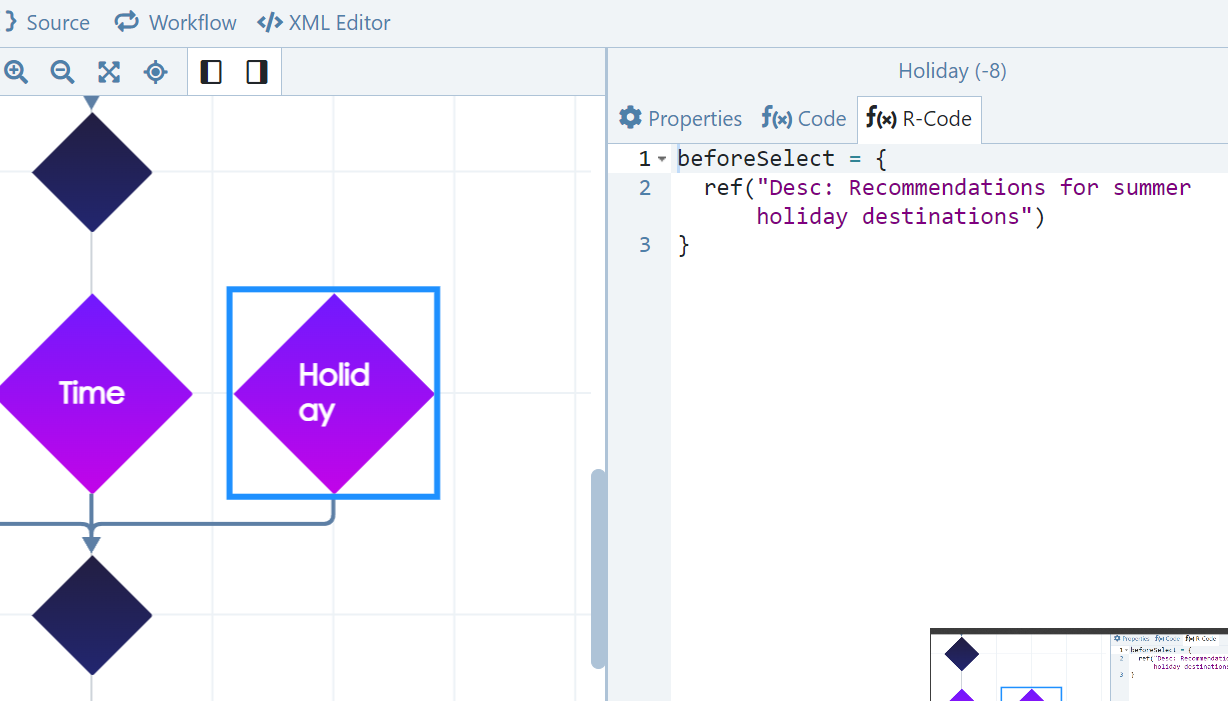 } Source Workflow </> XML Editor
Holiday (-8)
Properties f(x) Code f(x) R-Code
1 beforeSelect = {
2 ref("Desc: Recommendations for summer
holiday destinations")
3 }
Time
Holid
ay
Properties f(x) Code f(x) R-Code
1 beforeSelect = {
2 ref("Desc: Recommendatio
holiday destinations
3 }